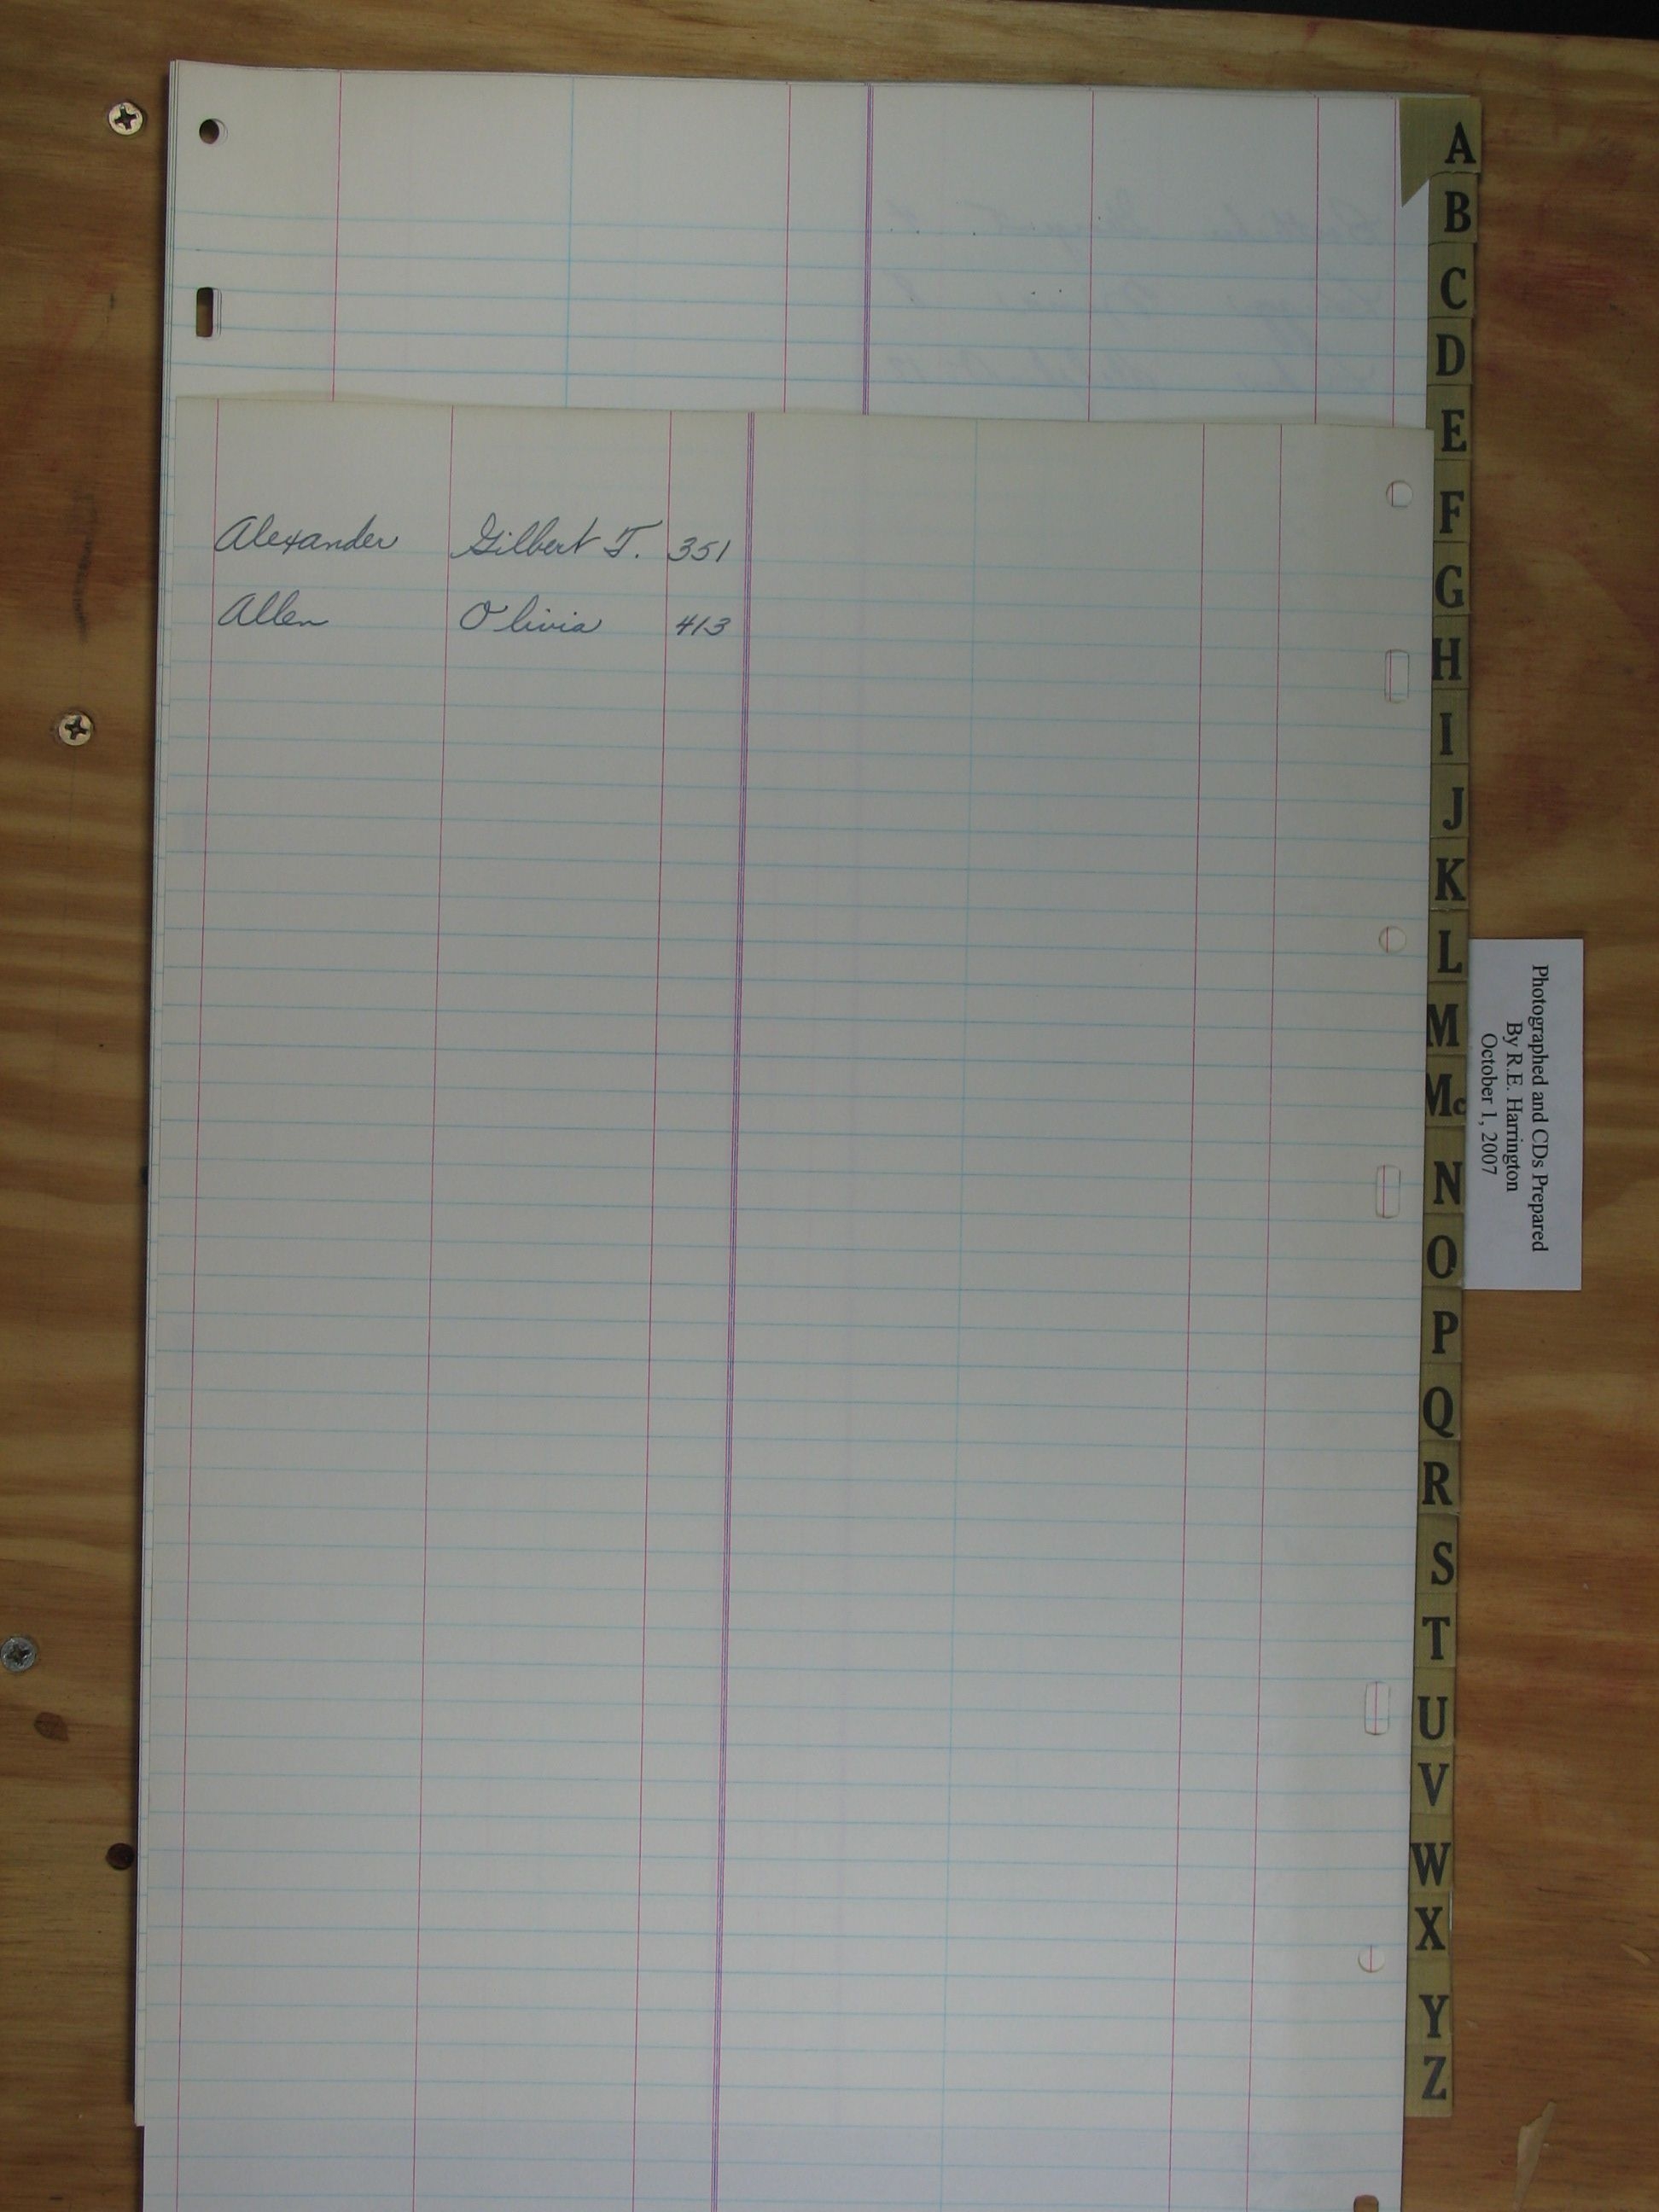 Alexander Gilbert T. 351
Allen Olivia 413
A
B
C
D
E
F
G
H
I
J
K
L
M
Mc
N
O
P
Q
R
S
T
U
V
W
X
Y
Z
Photographed and CDs Prepared
By R.E. Harrington
October 1, 2007